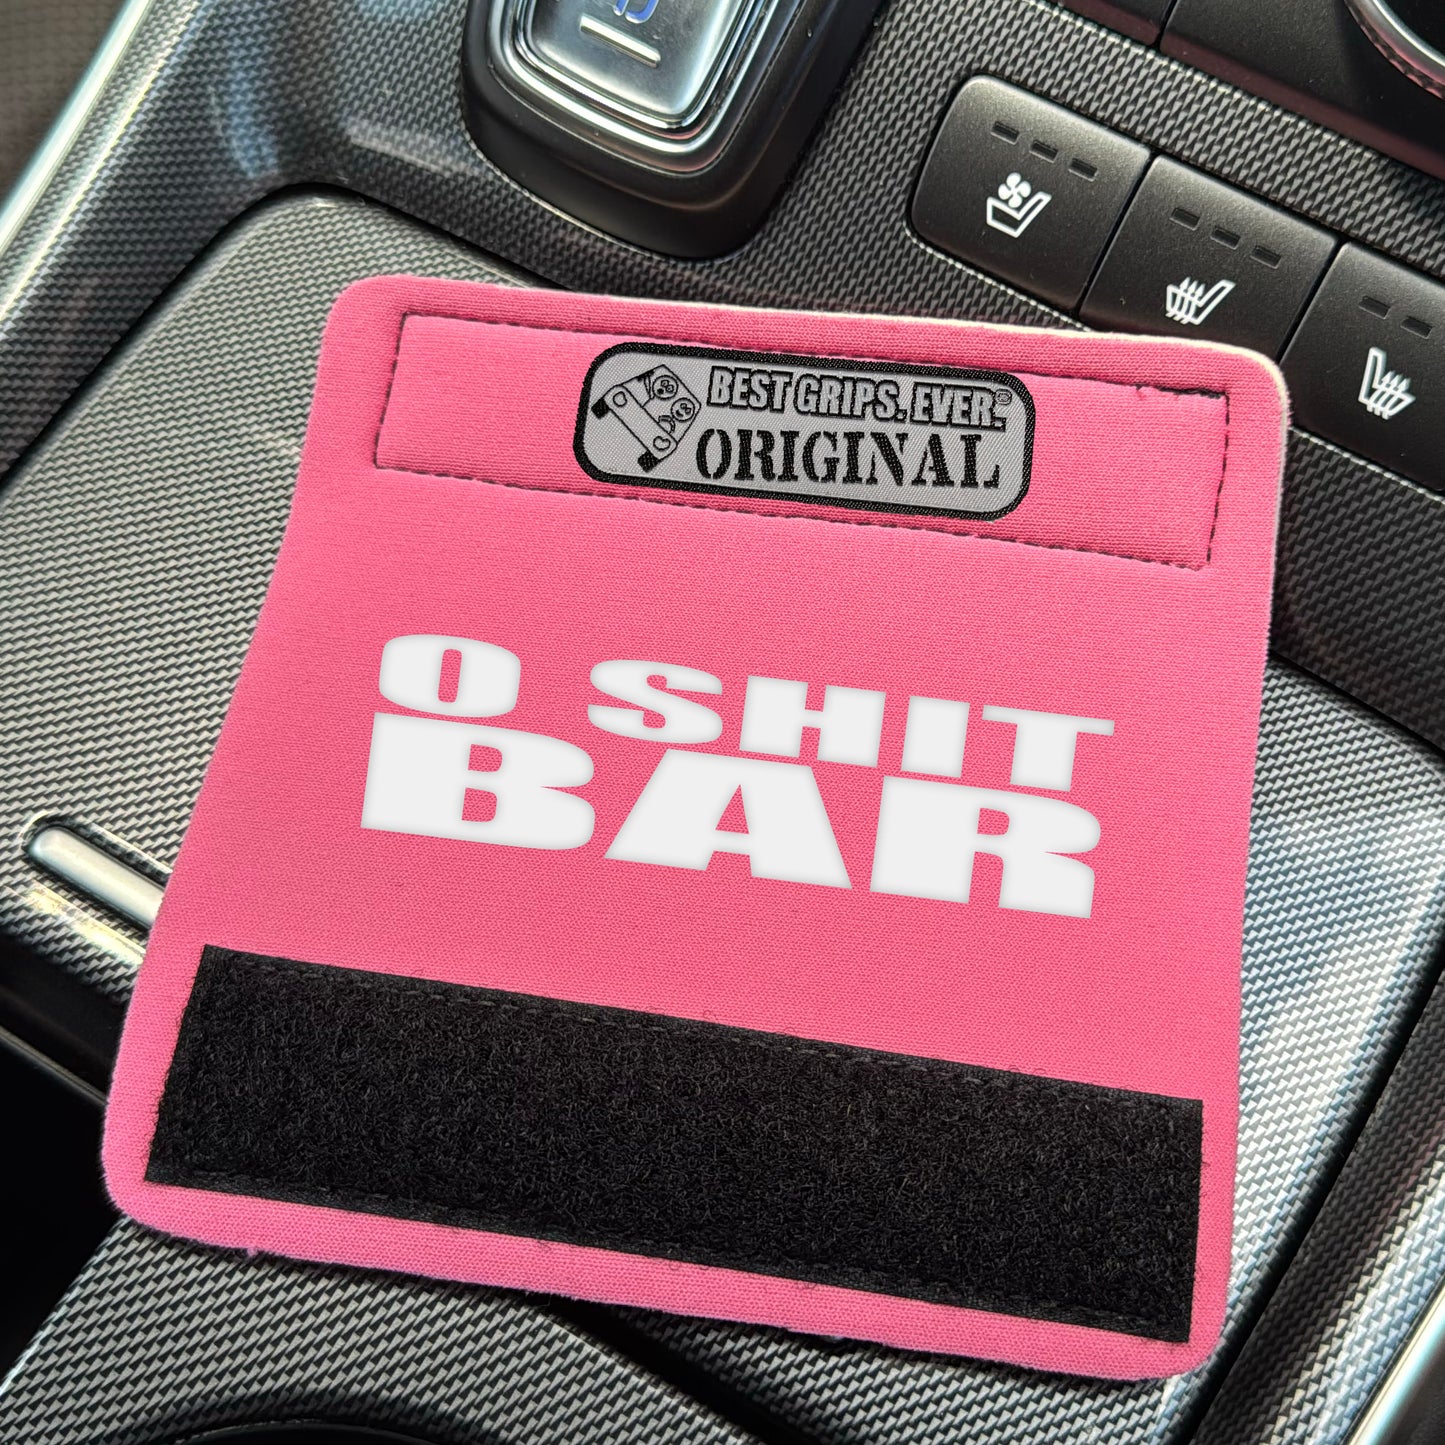 BEST GRIPS. EVER.®
ORIGINAL
O SHIT
BAR